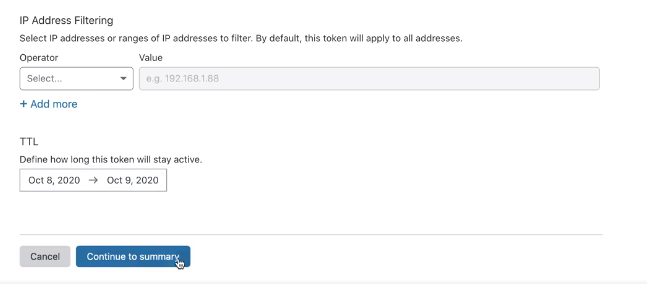 IP Address Filtering
Select IP addresses or ranges of IP addresses to filter. By default, this token will apply to all addresses.
Operator Value
Select... e.g. 192.168.1.88
+ Add more
TTL
Define how long this token will stay active.
Oct 8, 2020 → Oct 9, 2020
Cancel Continue to summary